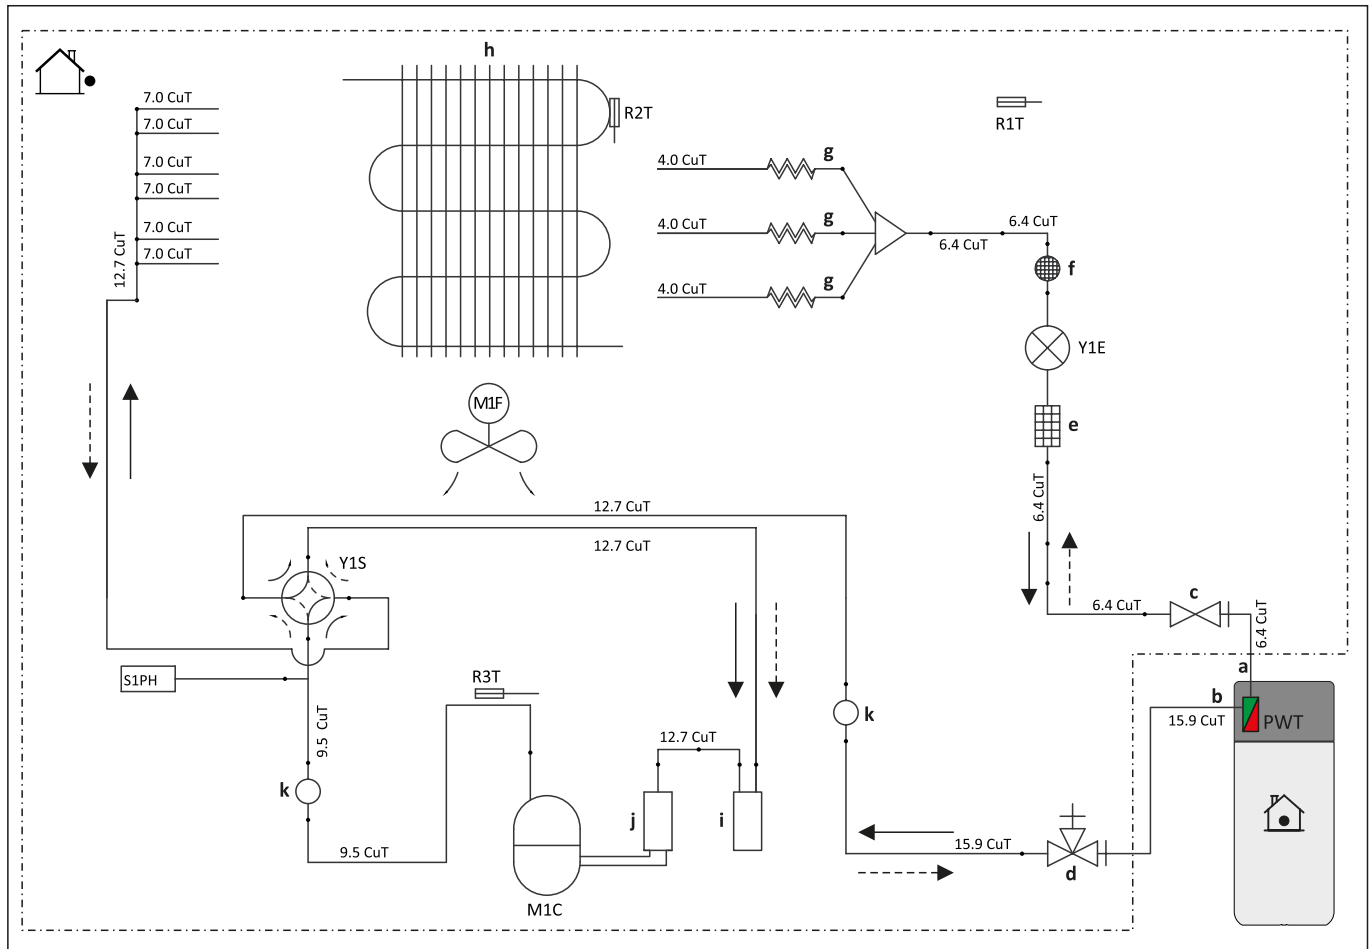 h
7.0 CuT
7.0 CuT
7.0 CuT
7.0 CuT
7.0 CuT
7.0 CuT
12.7 CuT
R2T
R1T
4.0 CuT
g
4.0 CuT
g
4.0 CuT
g
6.4 CuT
6.4 CuT
f
Y1E
e
6.4 CuT
M1F
12.7 CuT
12.7 CuT
Y1S
6.4 CuT
c
6.4 CuT
a
b
15.9 CuT
PWT
S1PH
R3T
9.5 CuT
k
9.5 CuT
12.7 CuT
j
i
k
15.9 CuT
d
M1C